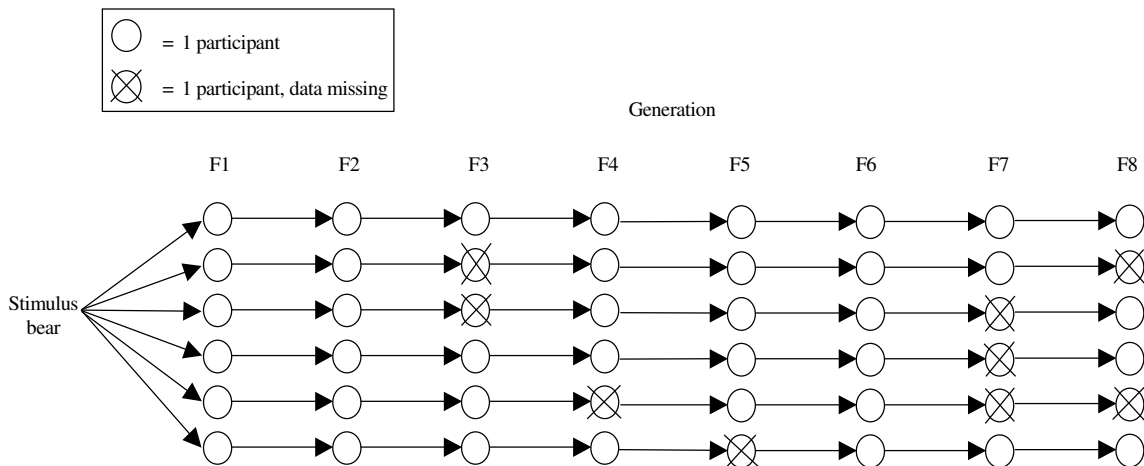 = 1 participant
= 1 participant, data missing
Generation
F1 F2 F3 F4 F5 F6 F7 F8
Stimulus
bear